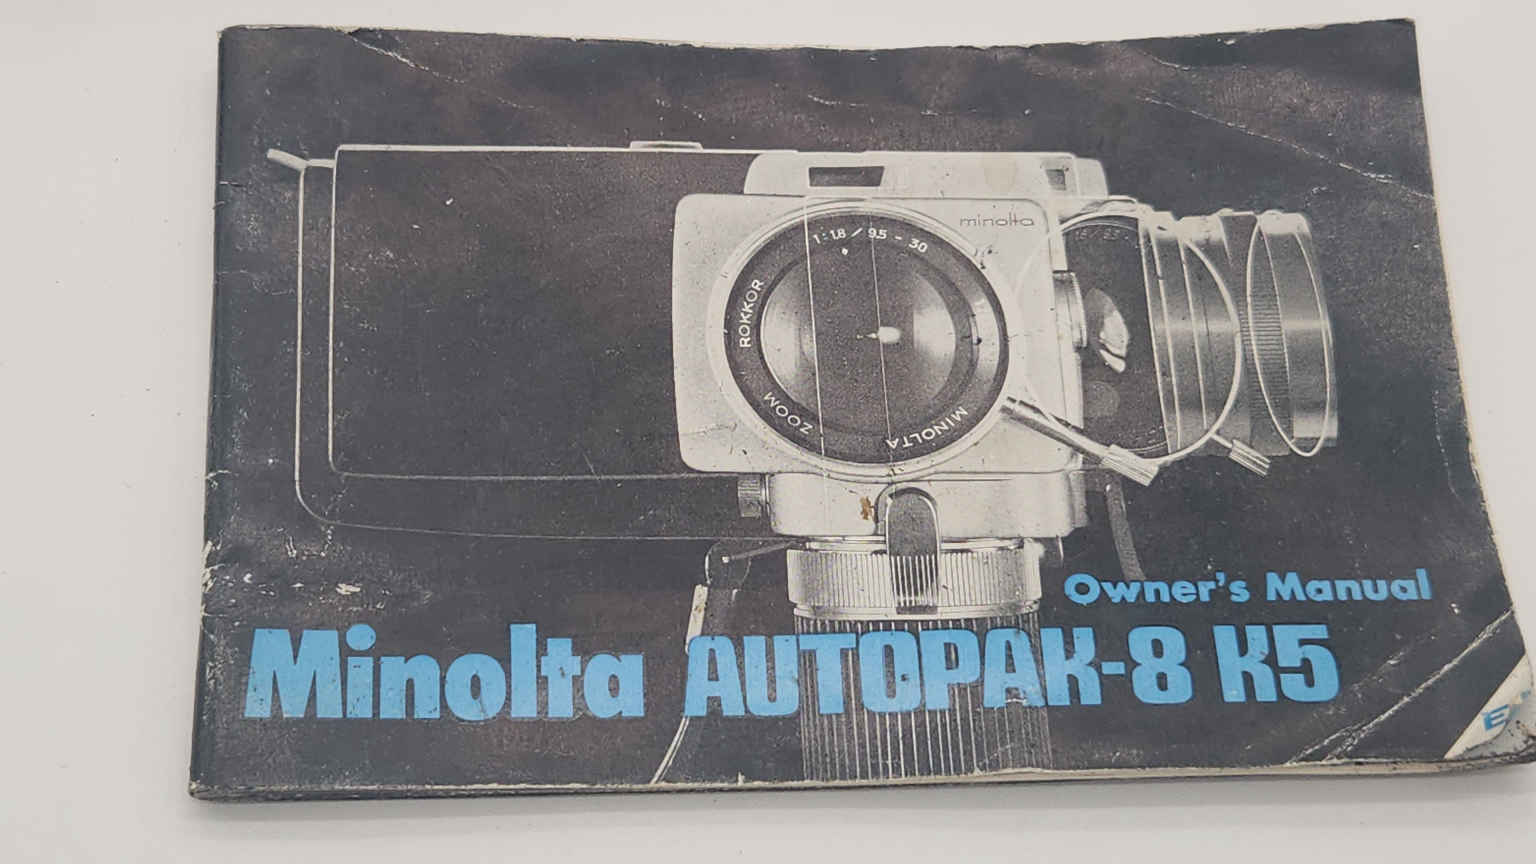 minolta
1:1.8 / 9.5 - 30
ROKKOR
ZOOM
MINOLTA
Owner's Manual
Minolta AUTOPAK-8 K5
E